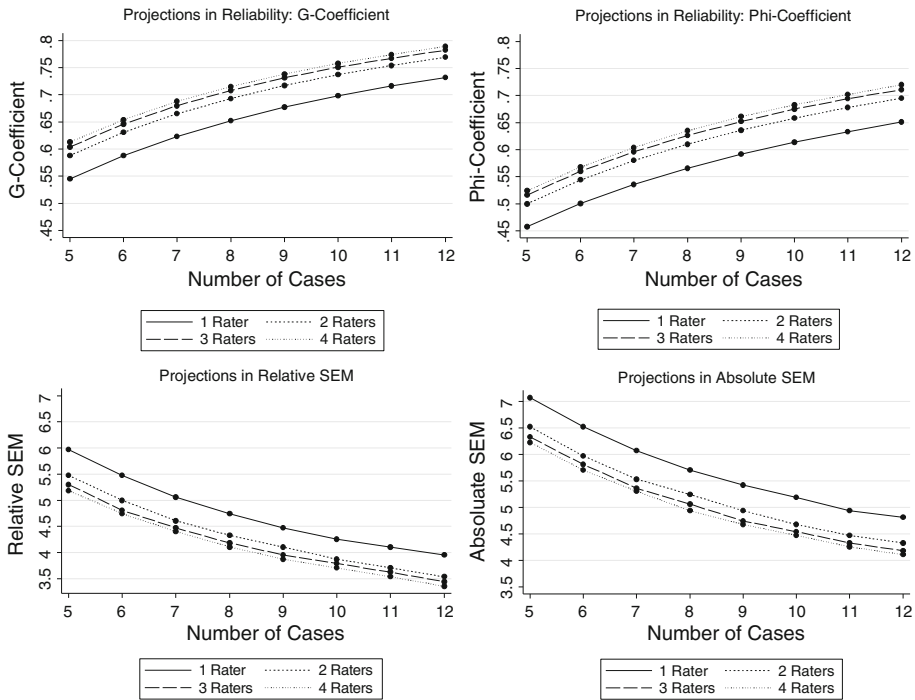 Projections in Reliability: G-Coefficient
G-Coefficient
.8
.75
.7
.65
.6
.55
.5
.45
5 6 7 8 9 10 11 12
Number of Cases
1 Rater 2 Raters
3 Raters 4 Raters
Projections in Reliability: Phi-Coefficient
Phi-Coefficient
.8
.75
.7
.65
.6
.55
.5
.45
5 6 7 8 9 10 11 12
Number of Cases
1 Rater 2 Raters
3 Raters 4 Raters
Projections in Relative SEM
Relative SEM
7
6.5
6
5.5
5
4.5
4
3.5
5 6 7 8 9 10 11 12
Number of Cases
1 Rater 2 Raters
3 Raters 4 Raters
Projections in Absolute SEM
Absoluate SEM
7
6.5
6
5.5
5
4.5
4
3.5
5 6 7 8 9 10 11 12
Number of Cases
1 Rater 2 Raters
3 Raters 4 Raters